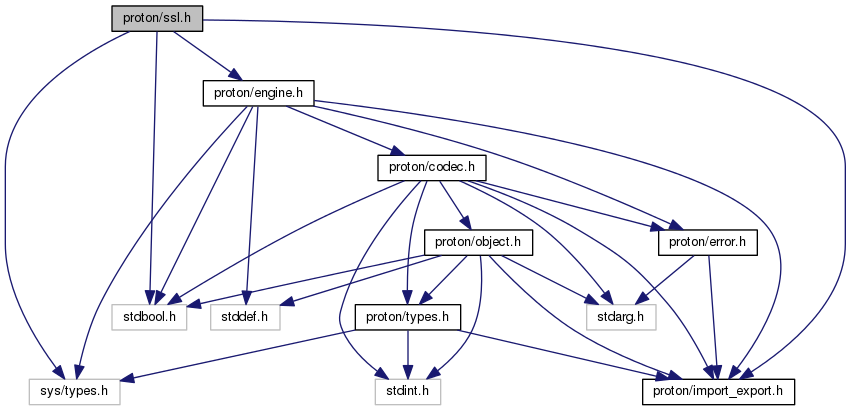 proton/ssl.h
proton/engine.h
proton/codec.h
proton/object.h
proton/error.h
stdbool.h
stddef.h
proton/types.h
stdarg.h
sys/types.h
stdint.h
proton/import_export.h